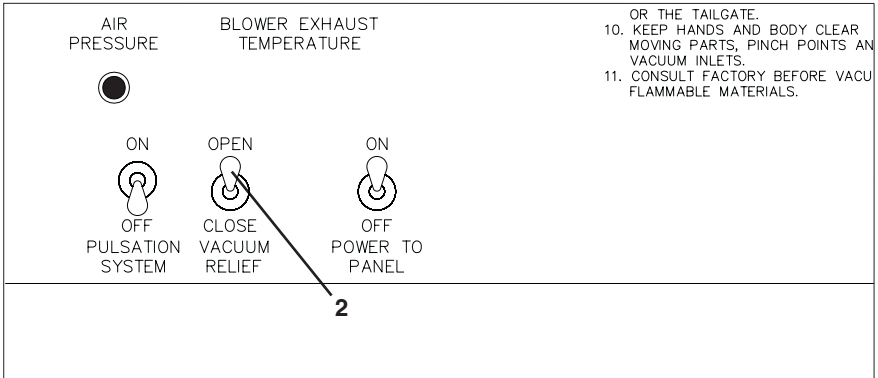 AIR
PRESSURE
BLOWER EXHAUST
TEMPERATURE
OR THE TAILGATE.
10. KEEP HANDS AND BODY CLEAR
MOVING PARTS, PINCH POINTS AN
VACUUM INLETS.
11. CONSULT FACTORY BEFORE VACU
FLAMMABLE MATERIALS.
ON
OFF
PULSATION
SYSTEM
OPEN
CLOSE
VACUUM
RELIEF
ON
OFF
POWER TO
PANEL
2